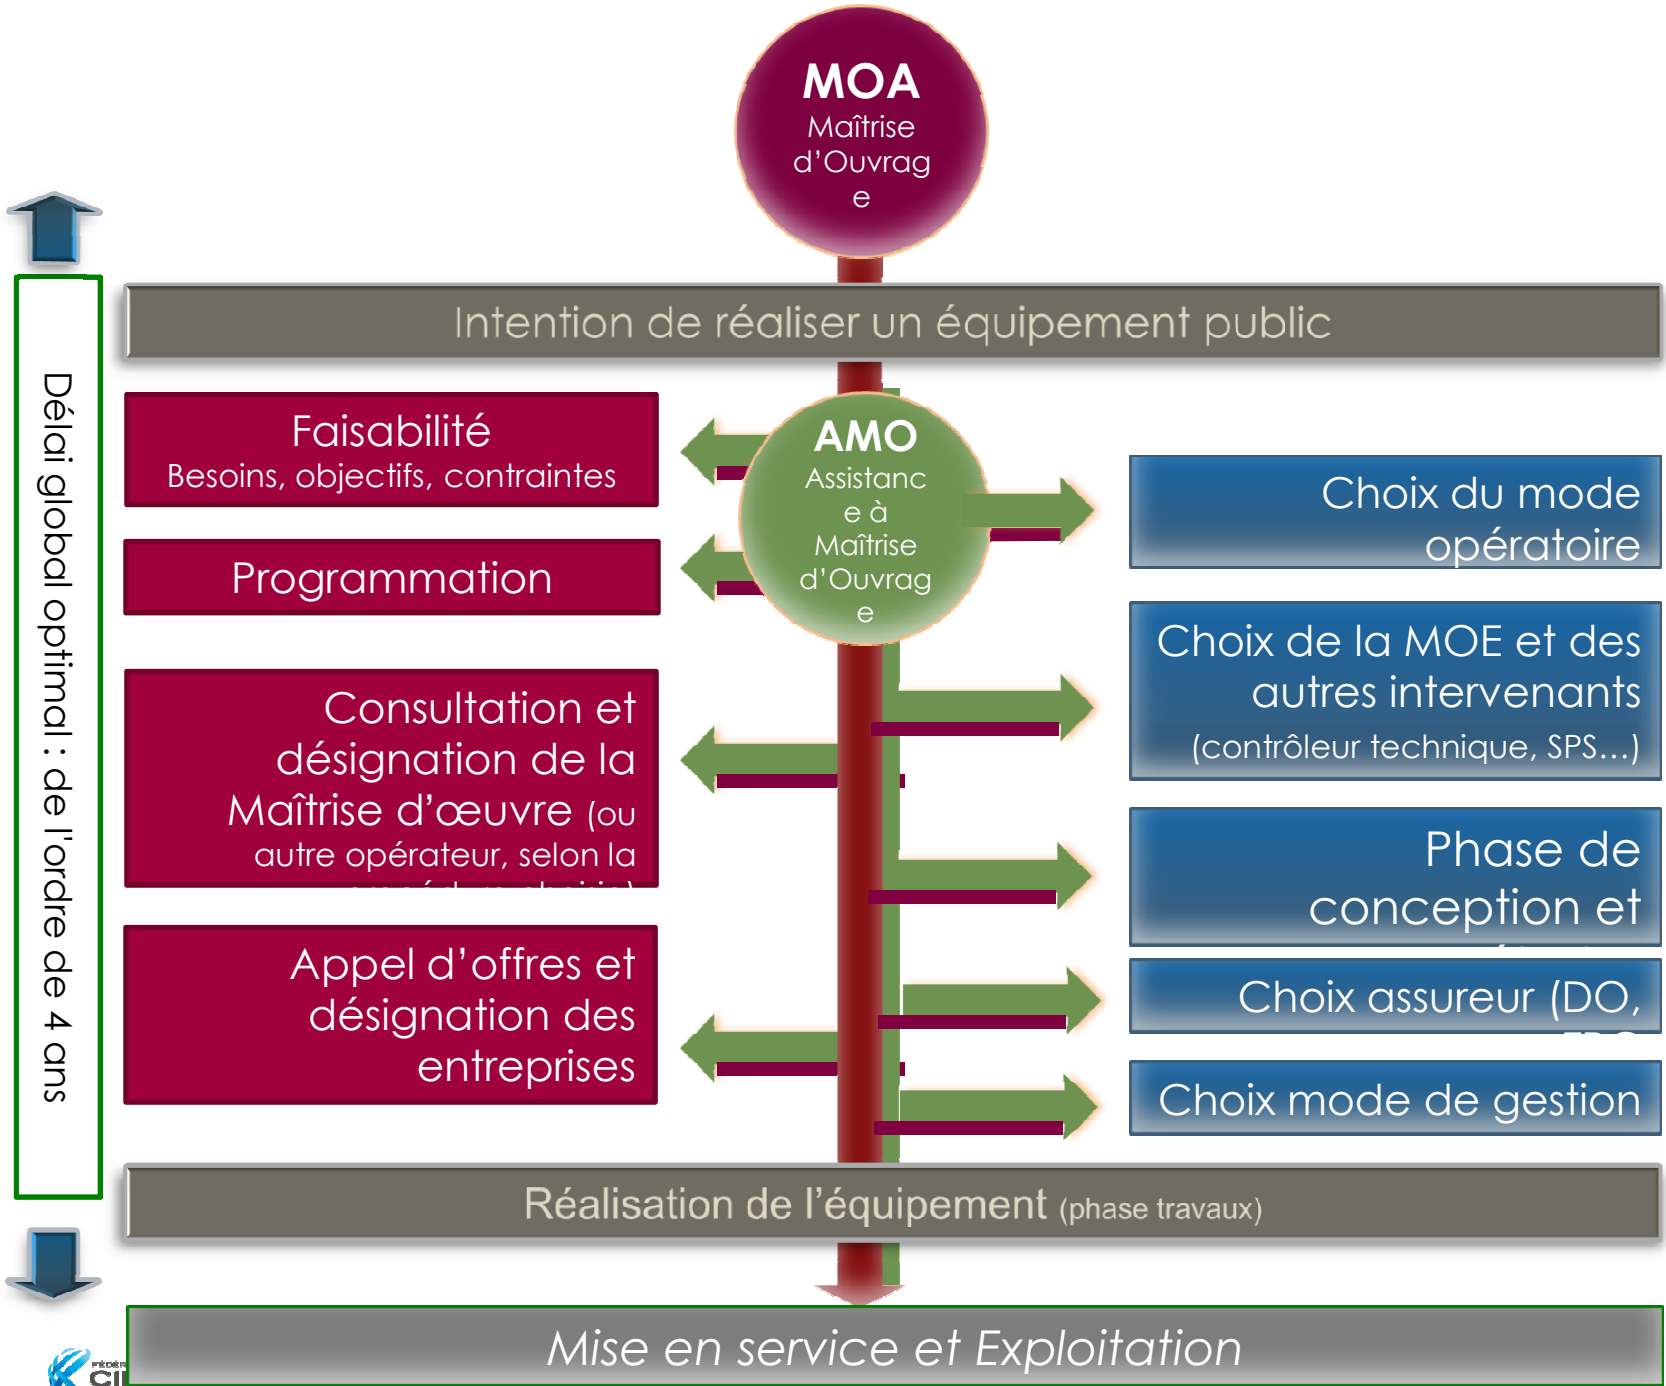 MOA
Maîtrise
d’Ouvrag
e
Intention de réaliser un équipement public
Délai global optimal : de l'ordre de 4 ans
Faisabilité
Besoins, objectifs, contraintes
AMO
Assistanc
e à
Maîtrise
d’Ouvrag
e
Choix du mode
opératoire
Programmation
Choix de la MOE et des
autres intervenants
(contrôleur technique, SPS…)
Consultation et
désignation de la
Maîtrise d’œuvre (ou
autre opérateur, selon la
Phase de
conception et
Appel d’offres et
désignation des
entreprises
Choix assureur (DO,
Choix mode de gestion
Réalisation de l’équipement (phase travaux)
Mise en service et Exploitation